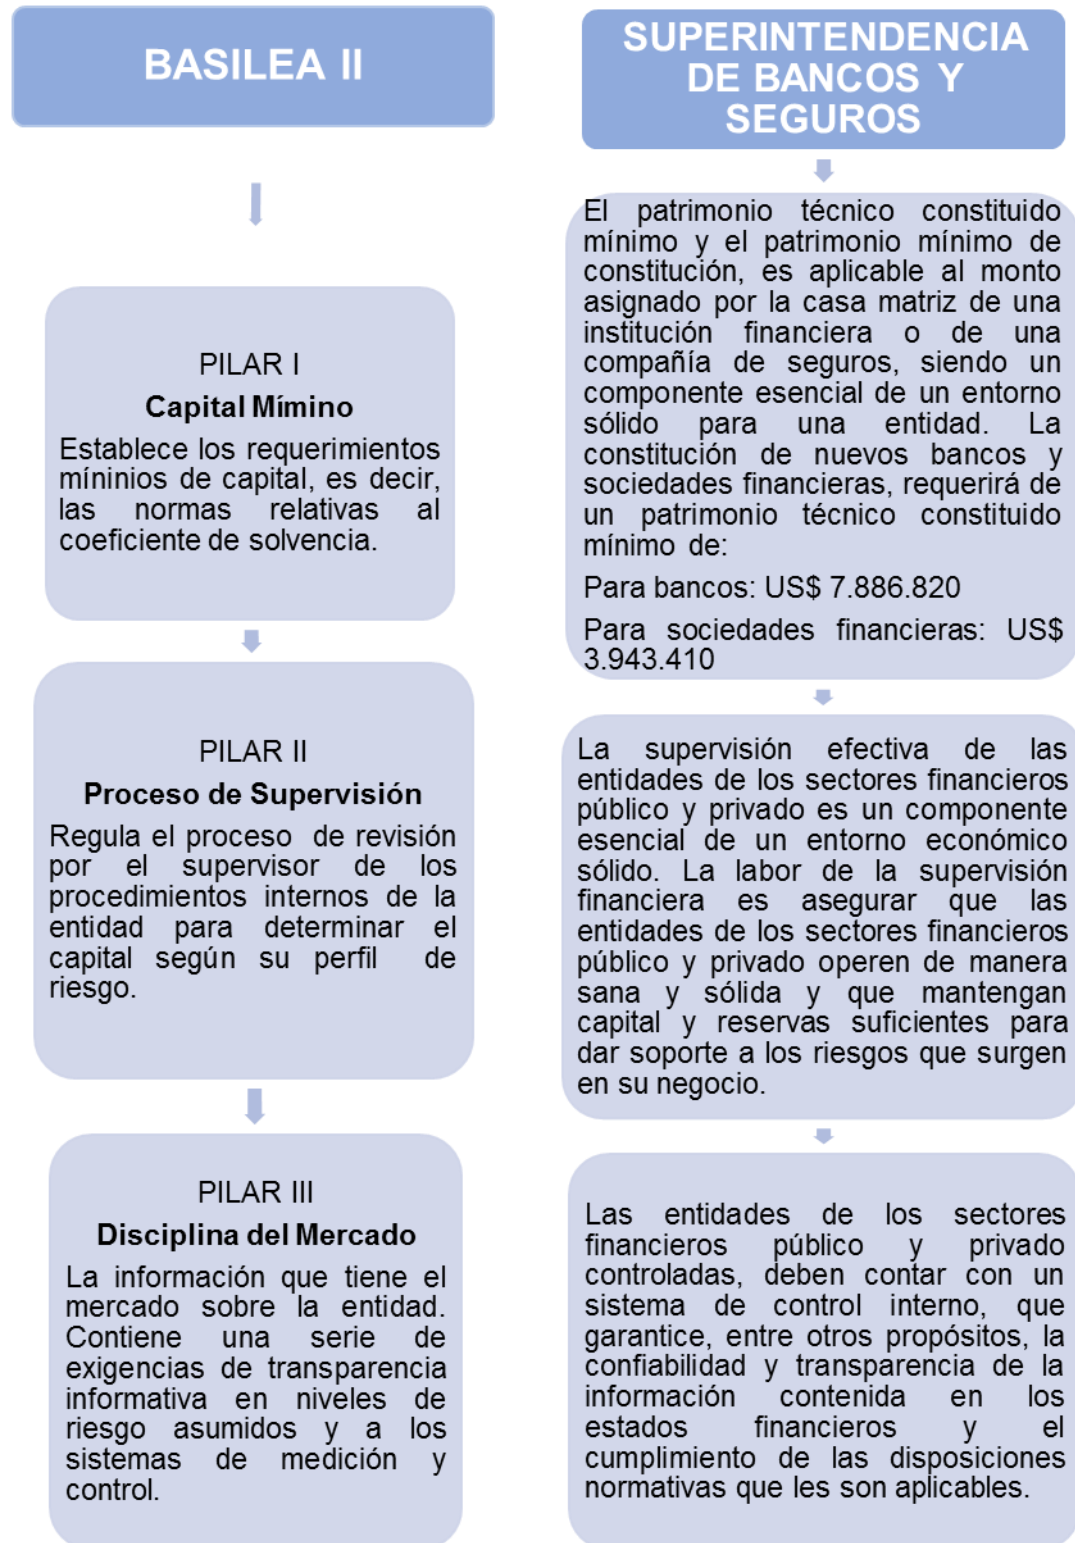 BASILEA II
PILAR I
Capital Mímino
Establece los requerimientos
míninios de capital, es decir,
las normas relativas al
coeficiente de solvencia.
PILAR II
Proceso de Supervisión
Regula el proceso de revisión
por el supervisor de los
procedimientos internos de la
entidad para determinar el
capital según su perfil de
riesgo.
PILAR III
Disciplina del Mercado
La información que tiene el
mercado sobre la entidad.
Contiene una serie de
exigencias de transparencia
informativa en niveles de
riesgo asumidos y a los
sistemas de medición y
control.
SUPERINTENDENCIA
DE BANCOS Y
SEGUROS
El patrimonio técnico constituido
mínimo y el patrimonio mínimo de
constitución, es aplicable al monto
asignado por la casa matriz de una
institución financiera o de una
compañía de seguros, siendo un
componente esencial de un entorno
sólido para una entidad. La
constitución de nuevos bancos y
sociedades financieras, requerirá de
un patrimonio técnico constituido
mínimo de:
Para bancos: US$ 7.886.820
Para sociedades financieras: US$
3.943.410
La supervisión efectiva de las
entidades de los sectores financieros
público y privado es un componente
esencial de un entorno económico
sólido. La labor de la supervisión
financiera es asegurar que las
entidades de los sectores financieros
público y privado operen de manera
sana y sólida y que mantengan
capital y reservas suficientes para
dar soporte a los riesgos que surgen
en su negocio.
Las entidades de los sectores
financieros público y privado
controladas, deben contar con un
sistema de control interno, que
garantice, entre otros propósitos, la
confiabilidad y transparencia de la
información contenida en los
estados financieros y el
cumplimiento de las disposiciones
normativas que les son aplicables.